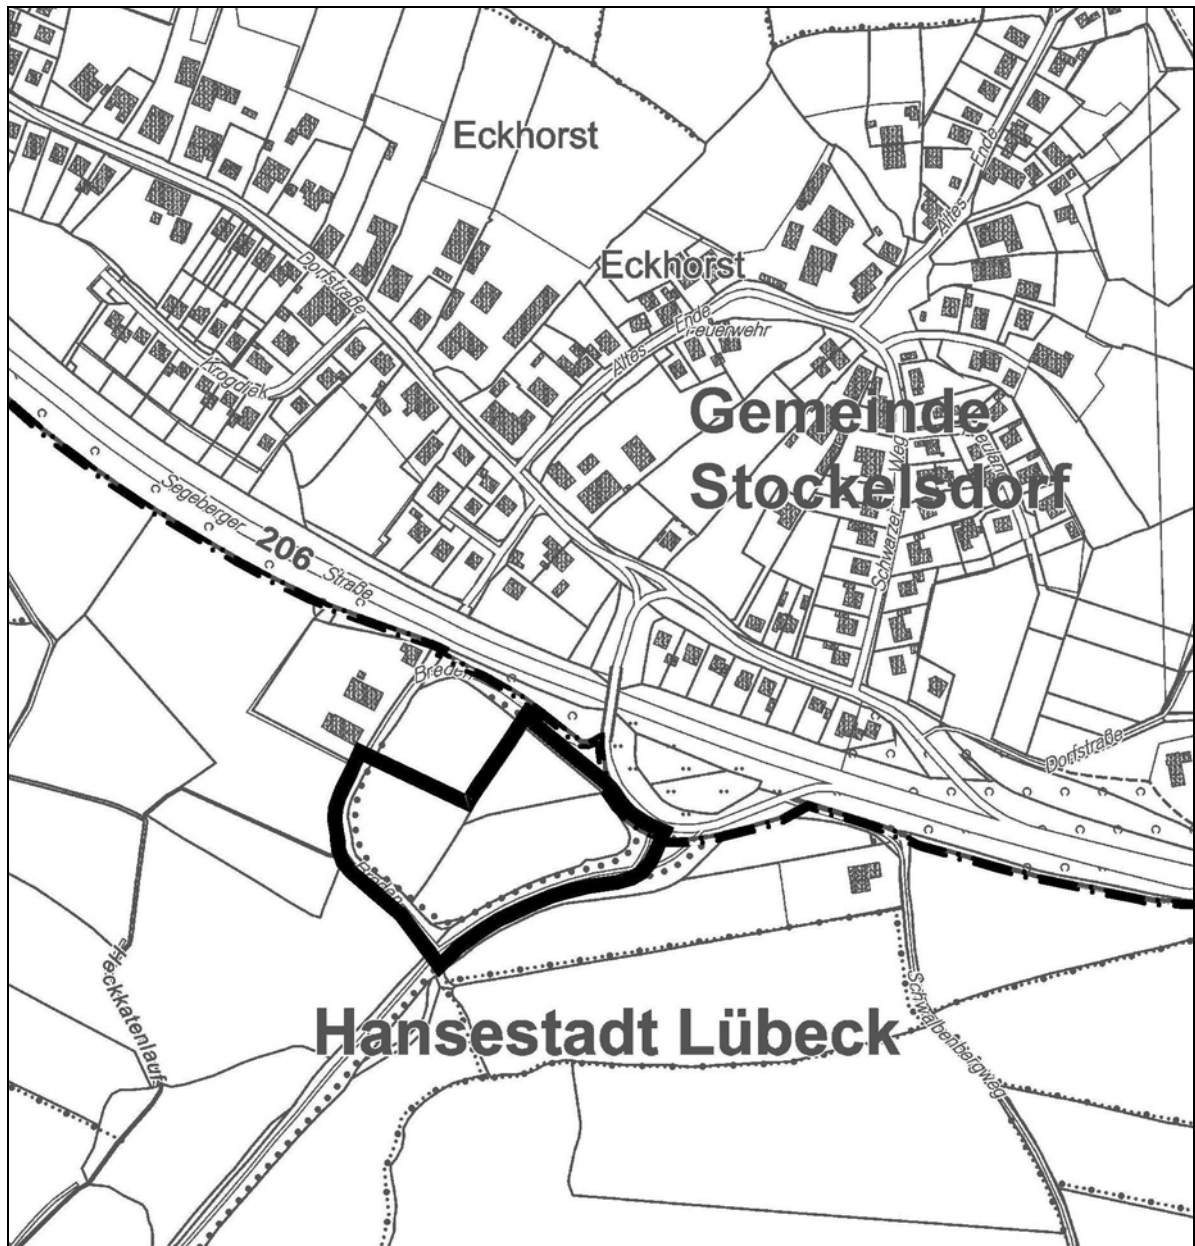 Eckhorst
Ende
Altes
Dorfstraße
Eckhorst
Ende
Feuerwehr
Altes
Krogdiek
Gemeinde
Stockelsdorf
Schwarzer Weg
Segeberger
206
Straße
Breden
Dorfstraße
Breden
Heckkatenlauf
Hansestadt Lübeck
Schwalbenbergweg